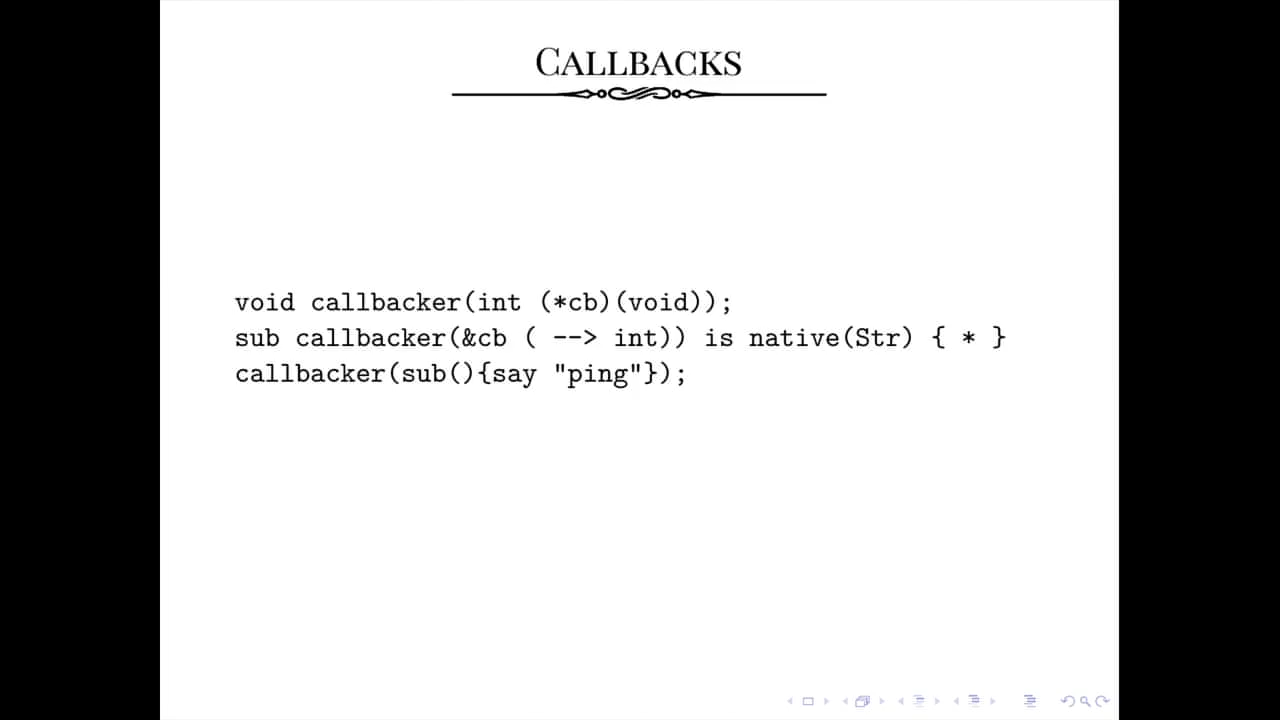 CALLBACKS
void callbacker(int (*cb)(void));
sub callbacker(&cb ( --> int)) is native(Str) { * }
callbacker(sub(){say "ping"});